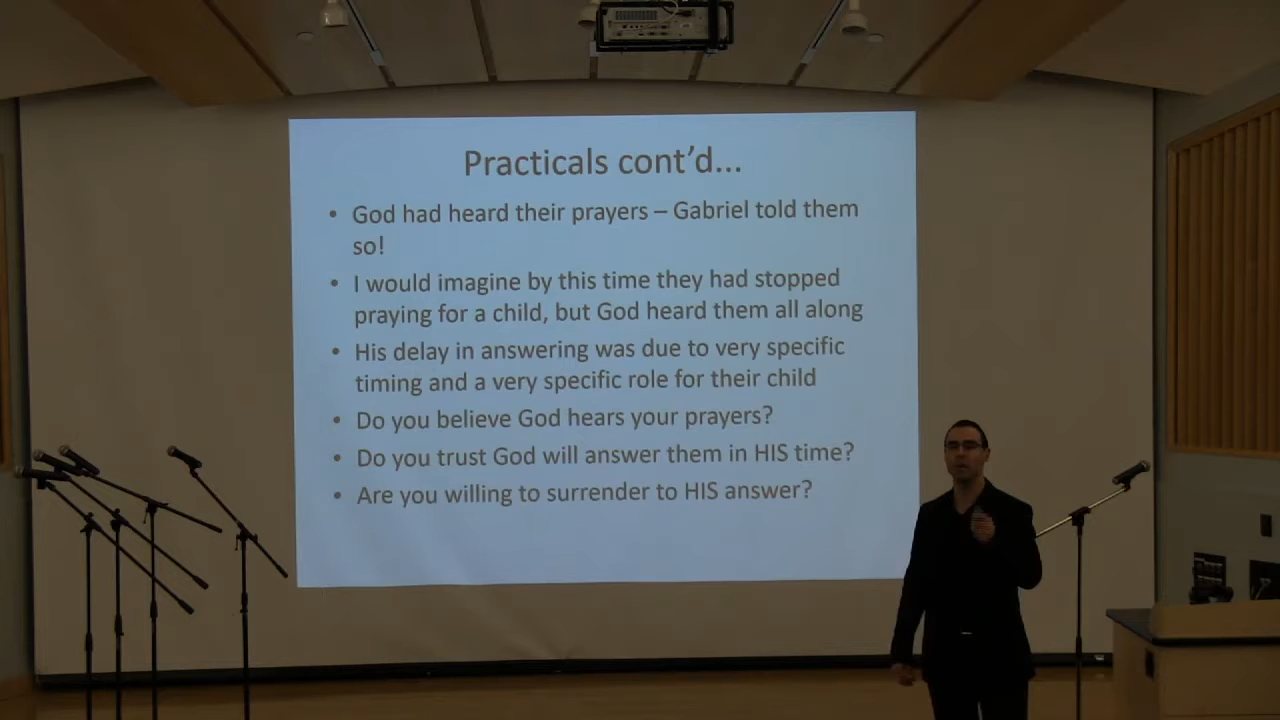 Practicals cont’d...
• God had heard their prayers – Gabriel told them
so!
• I would imagine by this time they had stopped
praying for a child, but God heard them all along
• His delay in answering was due to very specific
timing and a very specific role for their child
• Do you believe God hears your prayers?
• Do you trust God will answer them in HIS time?
• Are you willing to surrender to HIS answer?